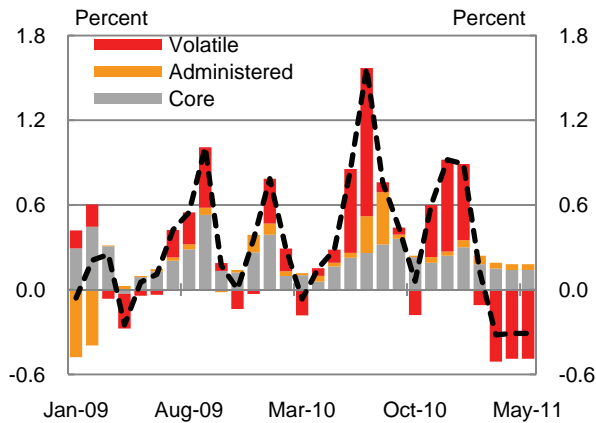 Percent Percent
1.8 1.8
Volatile
Administered
Core
1.2 1.2
0.6 0.6
0.0 0.0
-0.6 -0.6
Jan-09 Aug-09 Mar-10 Oct-10 May-11